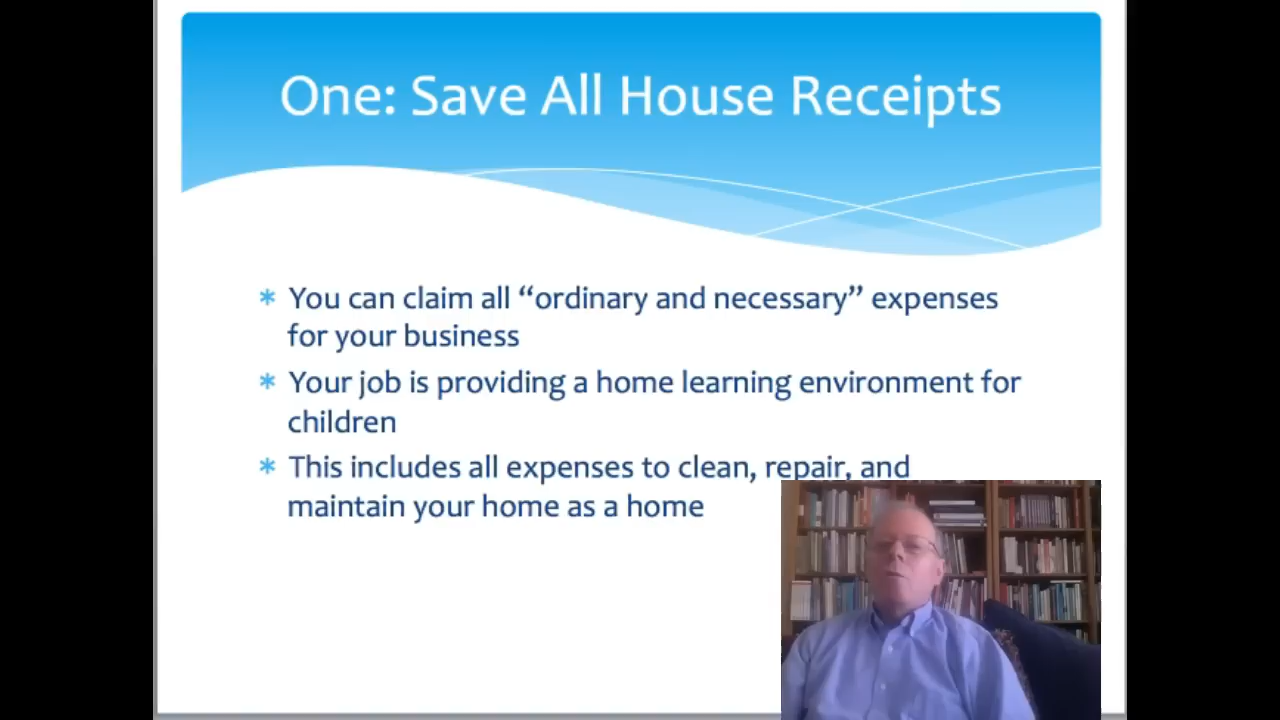 One: Save All House Receipts
* You can claim all “ordinary and necessary” expenses
for your business
* Your job is providing a home learning environment for
children
* This includes all expenses to clean, repair, and
maintain your home as a home